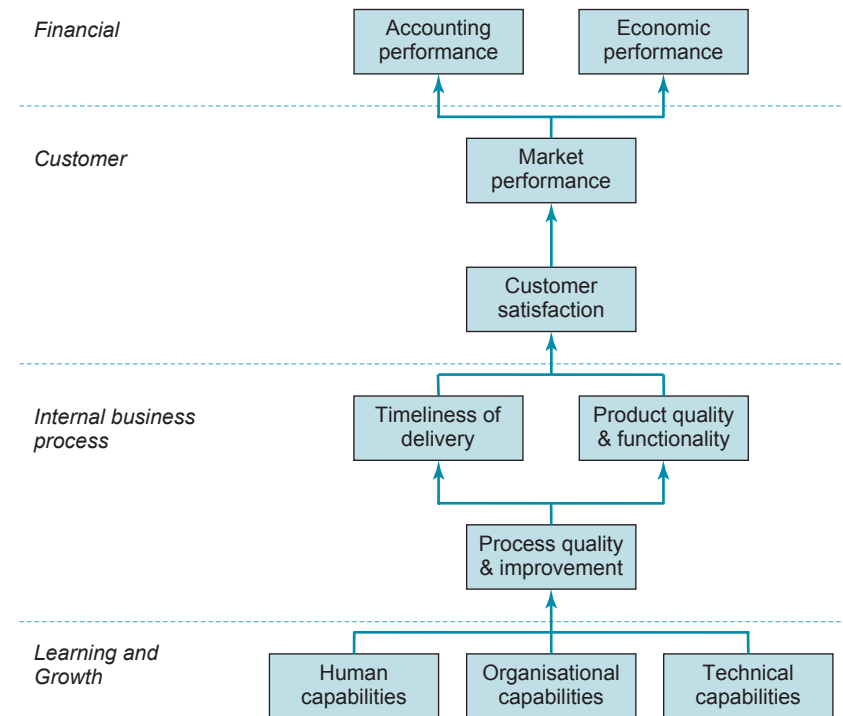 Financial
Accounting
performance
Economic
performance
Customer
Market
performance
Customer
satisfaction
Internal business
process
Timeliness of
delivery
Product quality
& functionality
Process quality
& improvement
Learning and
Growth
Human
capabilities
Organisational
capabilities
Technical
capabilities